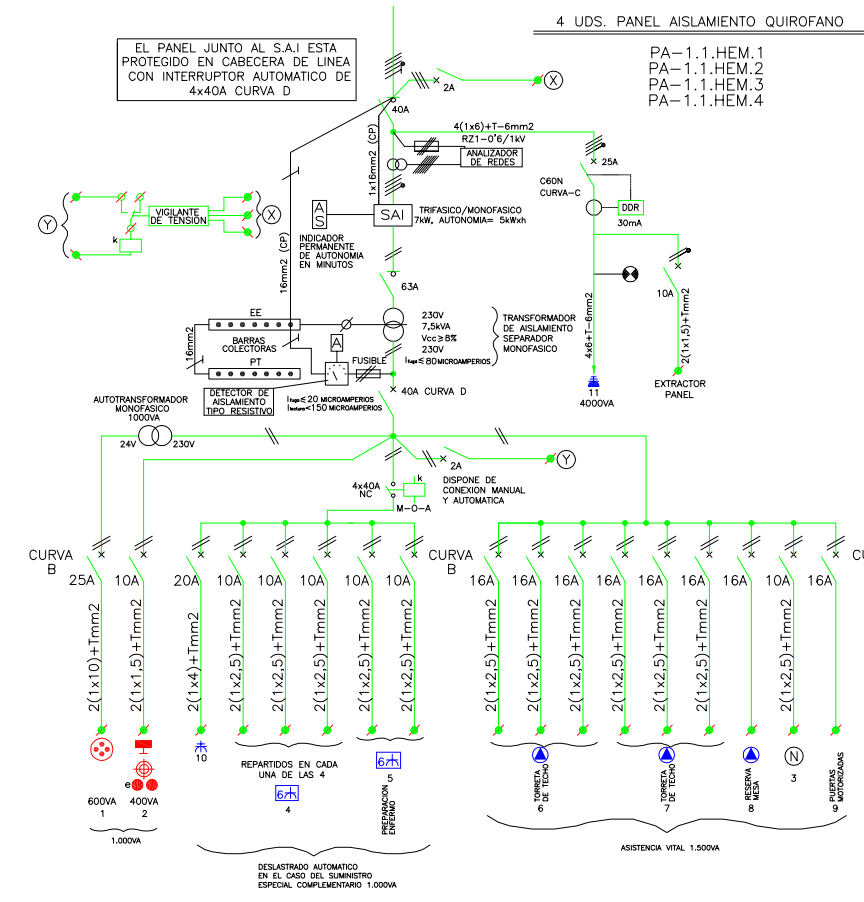 4 UDS. PANEL AISLAMIENTO QUIROFANO
PA-1.1.HEM.1
PA-1.1.HEM.2
PA-1.1.HEM.3
PA-1.1.HEM.4
EL PANEL JUNTO AL S.A.I ESTA
PROTEGIDO EN CABECERA DE LINEA
CON INTERRUPTOR AUTOMATICO DE
4x40A CURVA D
2A
X
40A
4(1x6)+T-6mm2
RZ1-0'6/1kV
ANALIZADOR
DE REDES
1x16mm2 (CP)
25A
C60N
CURVA-C
DDR
30mA
Y
VIGILANTE
DE TENSION
X
k
A
S
SAI
TRIFASICO/MONOFASICO
7kW, AUTONOMIA= 5kWxh
INDICADOR
PERMANENTE
DE AUTONOMIA
EN MINUTOS
16mm2 (CP)
63A
10A
4x6+T-6mm2
2(1x1,5)+Tmm2
EE
BARRAS
COLECTORAS
PT
16mm2
230V
7,5kVA
Vcc≥8%
230V
Ifuga≤80 MICROAMPERIOS
TRANSFORMADOR
DE AISLAMIENTO
SEPARADOR
MONOFASICO
A
FUSIBLE
DETECTOR DE
AISLAMIENTO
TIPO RESISTIVO
Ifuga≤20 MICROAMPERIOS
Ilectura<150 MICROAMPERIOS
40A CURVA D
11
4000VA
EXTRACTOR
PANEL
AUTOTRANSFORMADOR
MONOFASICO
1000VA
24V
230V
2A
Y
4x40A
NC
k
M-O-A
DISPONE DE
CONEXION MANUAL
Y AUTOMATICA
CURVA
B
CURVA
B
CU
25A 10A 20A 10A 10A 10A 10A 10A 16A 16A 16A 16A 16A 16A 16A 10A 16A
2(1x10)+Tmm2
2(1x1,5)+Tmm2
2(1x4)+Tmm2
2(1x2,5)+Tmm2
2(1x2,5)+Tmm2
2(1x2,5)+Tmm2
2(1x2,5)+Tmm2
2(1x2,5)+Tmm2
2(1x2,5)+Tmm2
2(1x2,5)+Tmm2
2(1x2,5)+Tmm2
2(1x2,5)+Tmm2
2(1x2,5)+Tmm2
2(1x2,5)+Tmm2
2(1x2,5)+Tmm2
2(1x2,5)+Tmm2
2(1x2,5)+Tmm2
e
600VA
1
400VA
2
1.000VA
10
REPARTIDOS EN CADA
UNA DE LAS 4
6
4
6
5
PREPARACION
ENFERMO
DESLASTRADO AUTOMATICO
EN EL CASO DEL SUMINISTRO
ESPECIAL COMPLEMENTARIO 1.000VA
TORRETA
DE TECHO
6
TORRETA
DE TECHO
7
RESERVA
MESA
8
N
3
PUERTAS
MOTORIZADAS
9
ASISTENCIA VITAL 1.500VA